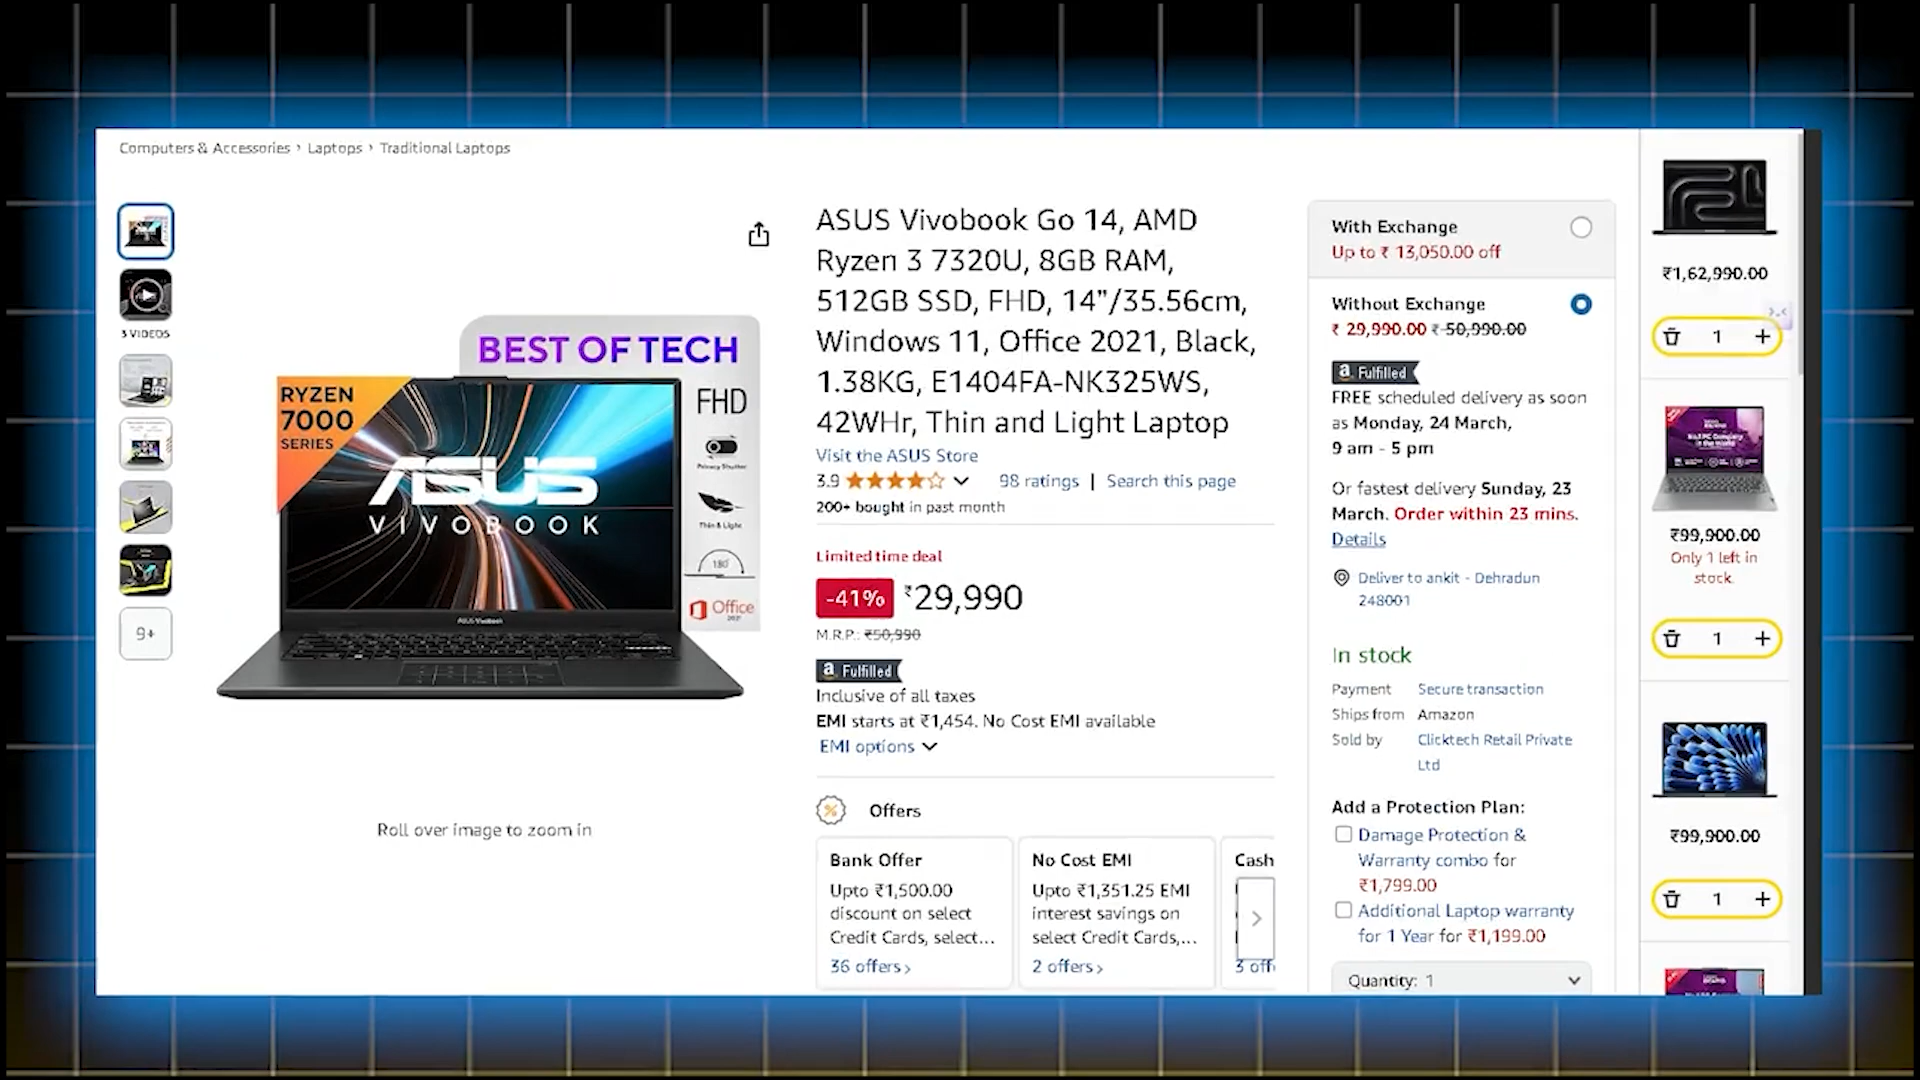 Computers & Accessories › Laptops › Traditional Laptops
3 VIDEOS
9+
BEST OF TECH
RYZEN
7000
SERIES
FHD
Privacy Shutter
Thin & Light
180°
Office
2021
ASUS
VIVOBOOK
ASUS Vivobook
Roll over image to zoom in
ASUS Vivobook Go 14, AMD
Ryzen 3 7320U, 8GB RAM,
512GB SSD, FHD, 14"/35.56cm,
Windows 11, Office 2021, Black,
1.38KG, E1404FA-NK325WS,
42WHr, Thin and Light Laptop
Visit the ASUS Store
3.9 98 ratings | Search this page
200+ bought in past month
Limited time deal
-41% ₹29,990
M.R.P.: ₹50,990
a Fulfilled
Inclusive of all taxes
EMI starts at ₹1,454. No Cost EMI available
EMI options
Offers
Bank Offer
Upto ₹1,500.00
discount on select
Credit Cards, select...
36 offers ›
No Cost EMI
Upto ₹1,351.25 EMI
interest savings on
select Credit Cards,...
2 offers ›
Cash
3 off
With Exchange
Up to ₹ 13,050.00 off
Without Exchange
₹ 29,990.00 ₹ 50,990.00
a Fulfilled
FREE scheduled delivery as soon
as Monday, 24 March,
9 am - 5 pm
Or fastest delivery Sunday, 23
March. Order within 23 mins.
Details
Deliver to ankit - Dehradun
248001
In stock
Payment Secure transaction
Ships from Amazon
Sold by Clicktech Retail Private
Ltd
Add a Protection Plan:
Damage Protection &
Warranty combo for
₹1,799.00
Additional Laptop warranty
for 1 Year for ₹1,199.00
Quantity: 1
₹1,62,990.00
1 +
₹99,900.00
Only 1 left in
stock.
1 +
₹99,900.00
1 +